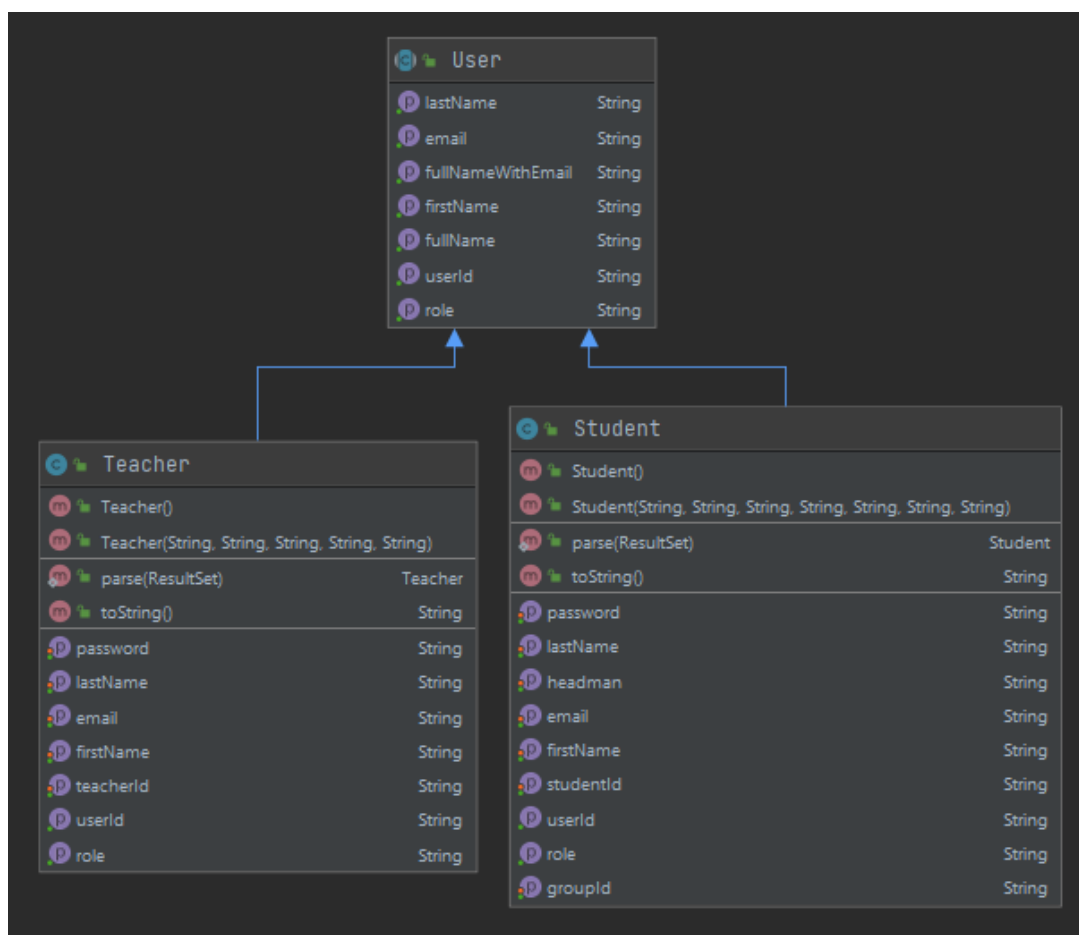 User
lastName String
email String
fullNameWithEmail String
firstName String
fullName String
userId String
role String
Teacher
Teacher()
Teacher(String, String, String, String, String)
parse(ResultSet) Teacher
toString() String
password String
lastName String
email String
firstName String
teacherId String
userId String
role String
Student
Student()
Student(String, String, String, String, String, String, String)
parse(ResultSet) Student
toString() String
password String
lastName String
headman String
email String
firstName String
studentId String
userId String
role String
groupId String